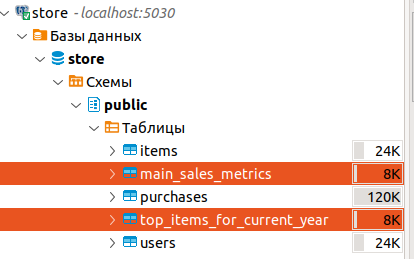 store - localhost:5030
Базы данных
store
Схемы
public
Таблицы
items 24K
main_sales_metrics 8K
purchases 120K
top_items_for_current_year 8K
users 24K